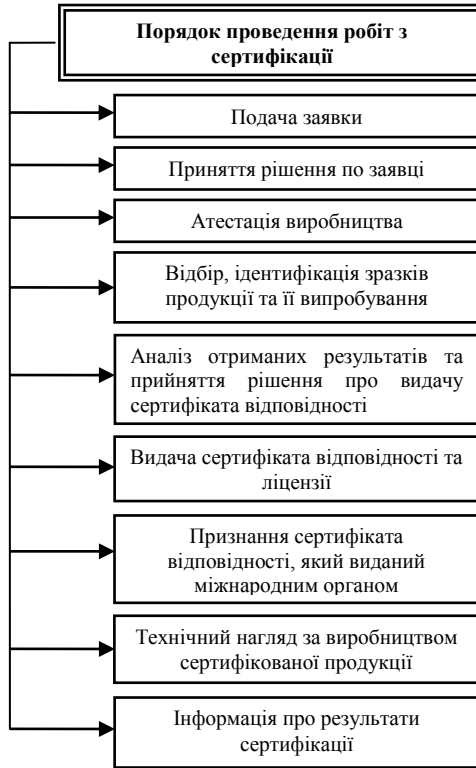 Порядок проведення робіт з
сертифікації
Подача заявки
Приняття рішення по заявці
Атестація виробництва
Відбір, ідентифікація зразків
продукції та її випробування
Аналіз отриманих результатів та
прийняття рішення про видачу
сертифіката відповідності
Видача сертифіката відповідності та
ліцензії
Признання сертифіката
відповідності, який виданий
міжнародним органом
Технічний нагляд за виробництвом
сертифікованої продукції
Інформація про результати
сертифікації